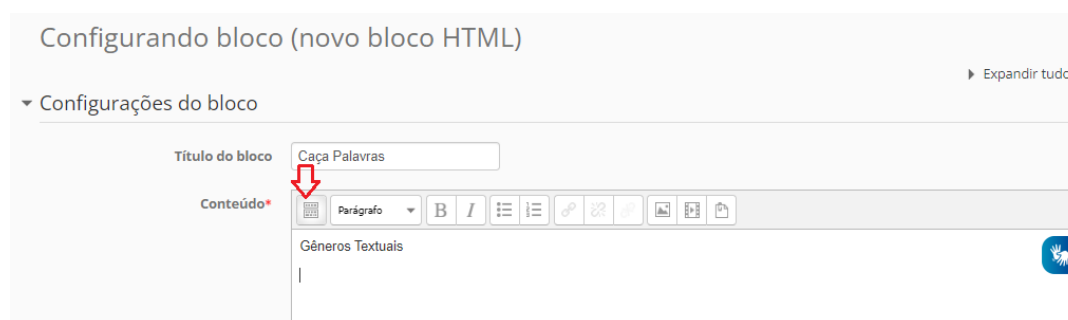 Configurando bloco (novo bloco HTML)
Expandir tudo
Configurações do bloco
Título do bloco Caça Palavras
Conteúdo* Parágrafo B I
Gêneros Textuais